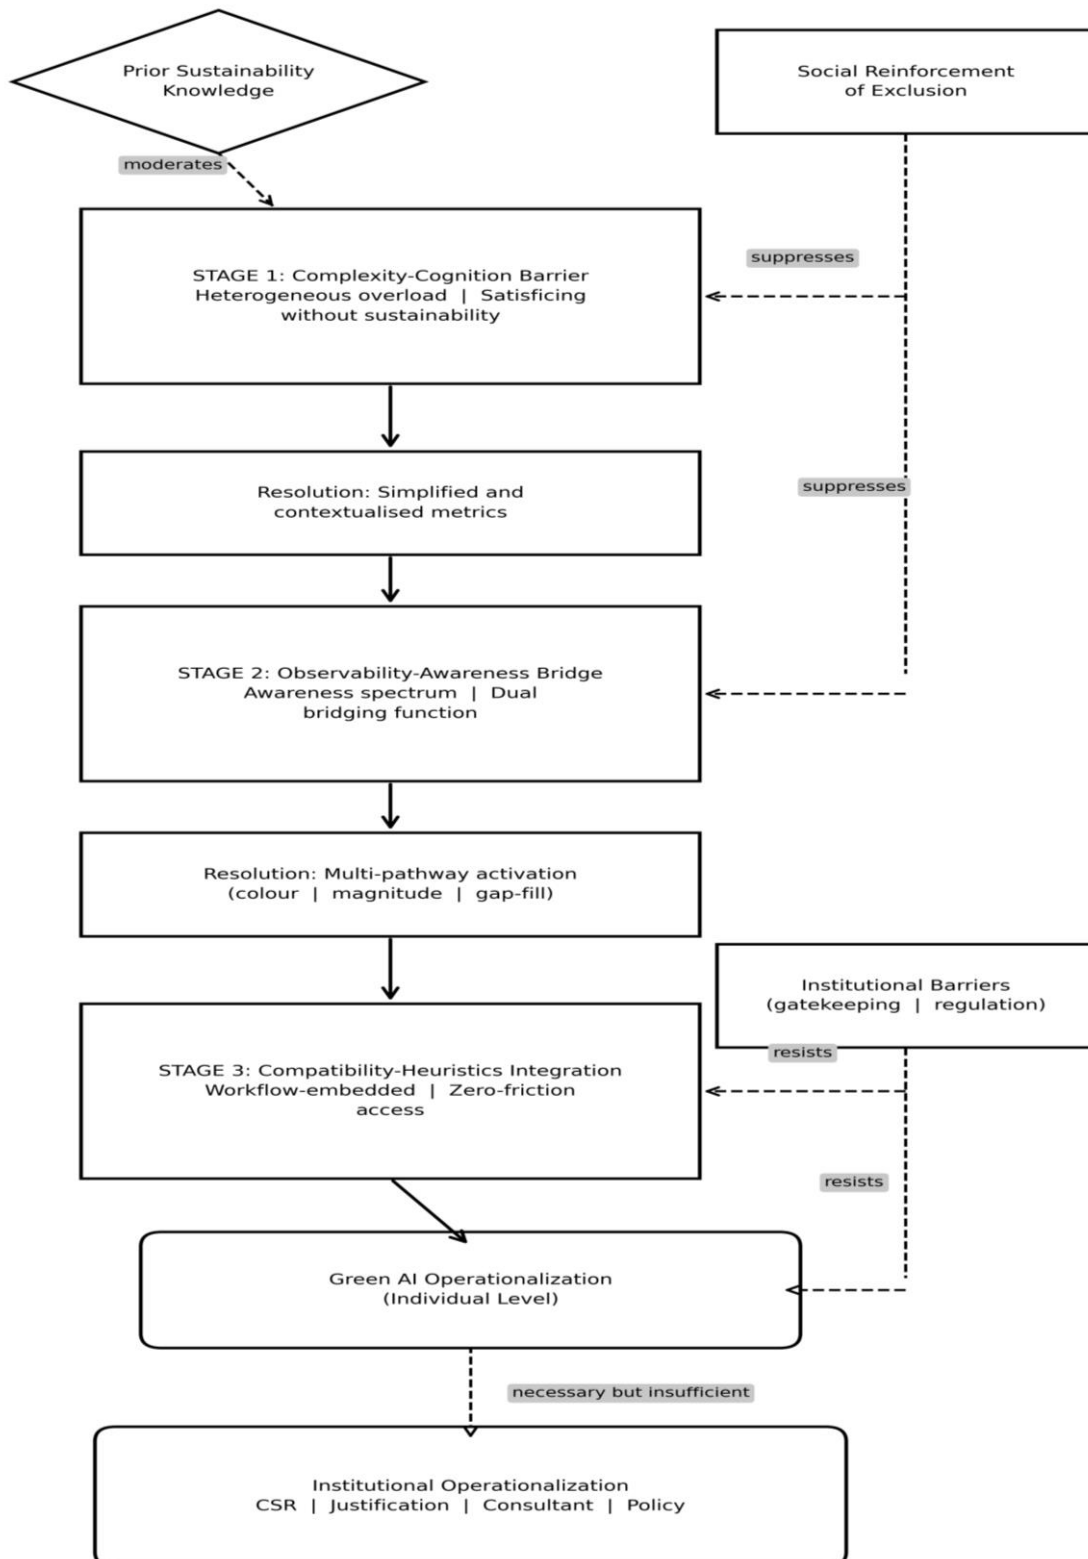 Prior Sustainability
Knowledge
Social Reinforcement
of Exclusion
moderates
suppresses
STAGE 1: Complexity-Cognition Barrier
Heterogeneous overload | Satisficing
without sustainability
suppresses
Resolution: Simplified and
contextualised metrics
STAGE 2: Observability-Awareness Bridge
Awareness spectrum | Dual
bridging function
Resolution: Multi-pathway activation
(colour | magnitude | gap-fill)
Institutional Barriers
(gatekeeping | regulation)
resists
STAGE 3: Compatibility-Heuristics Integration
Workflow-embedded | Zero-friction
access
resists
Green AI Operationalization
(Individual Level)
necessary but insufficient
Institutional Operationalization
CSR | Justification | Consultant | Policy